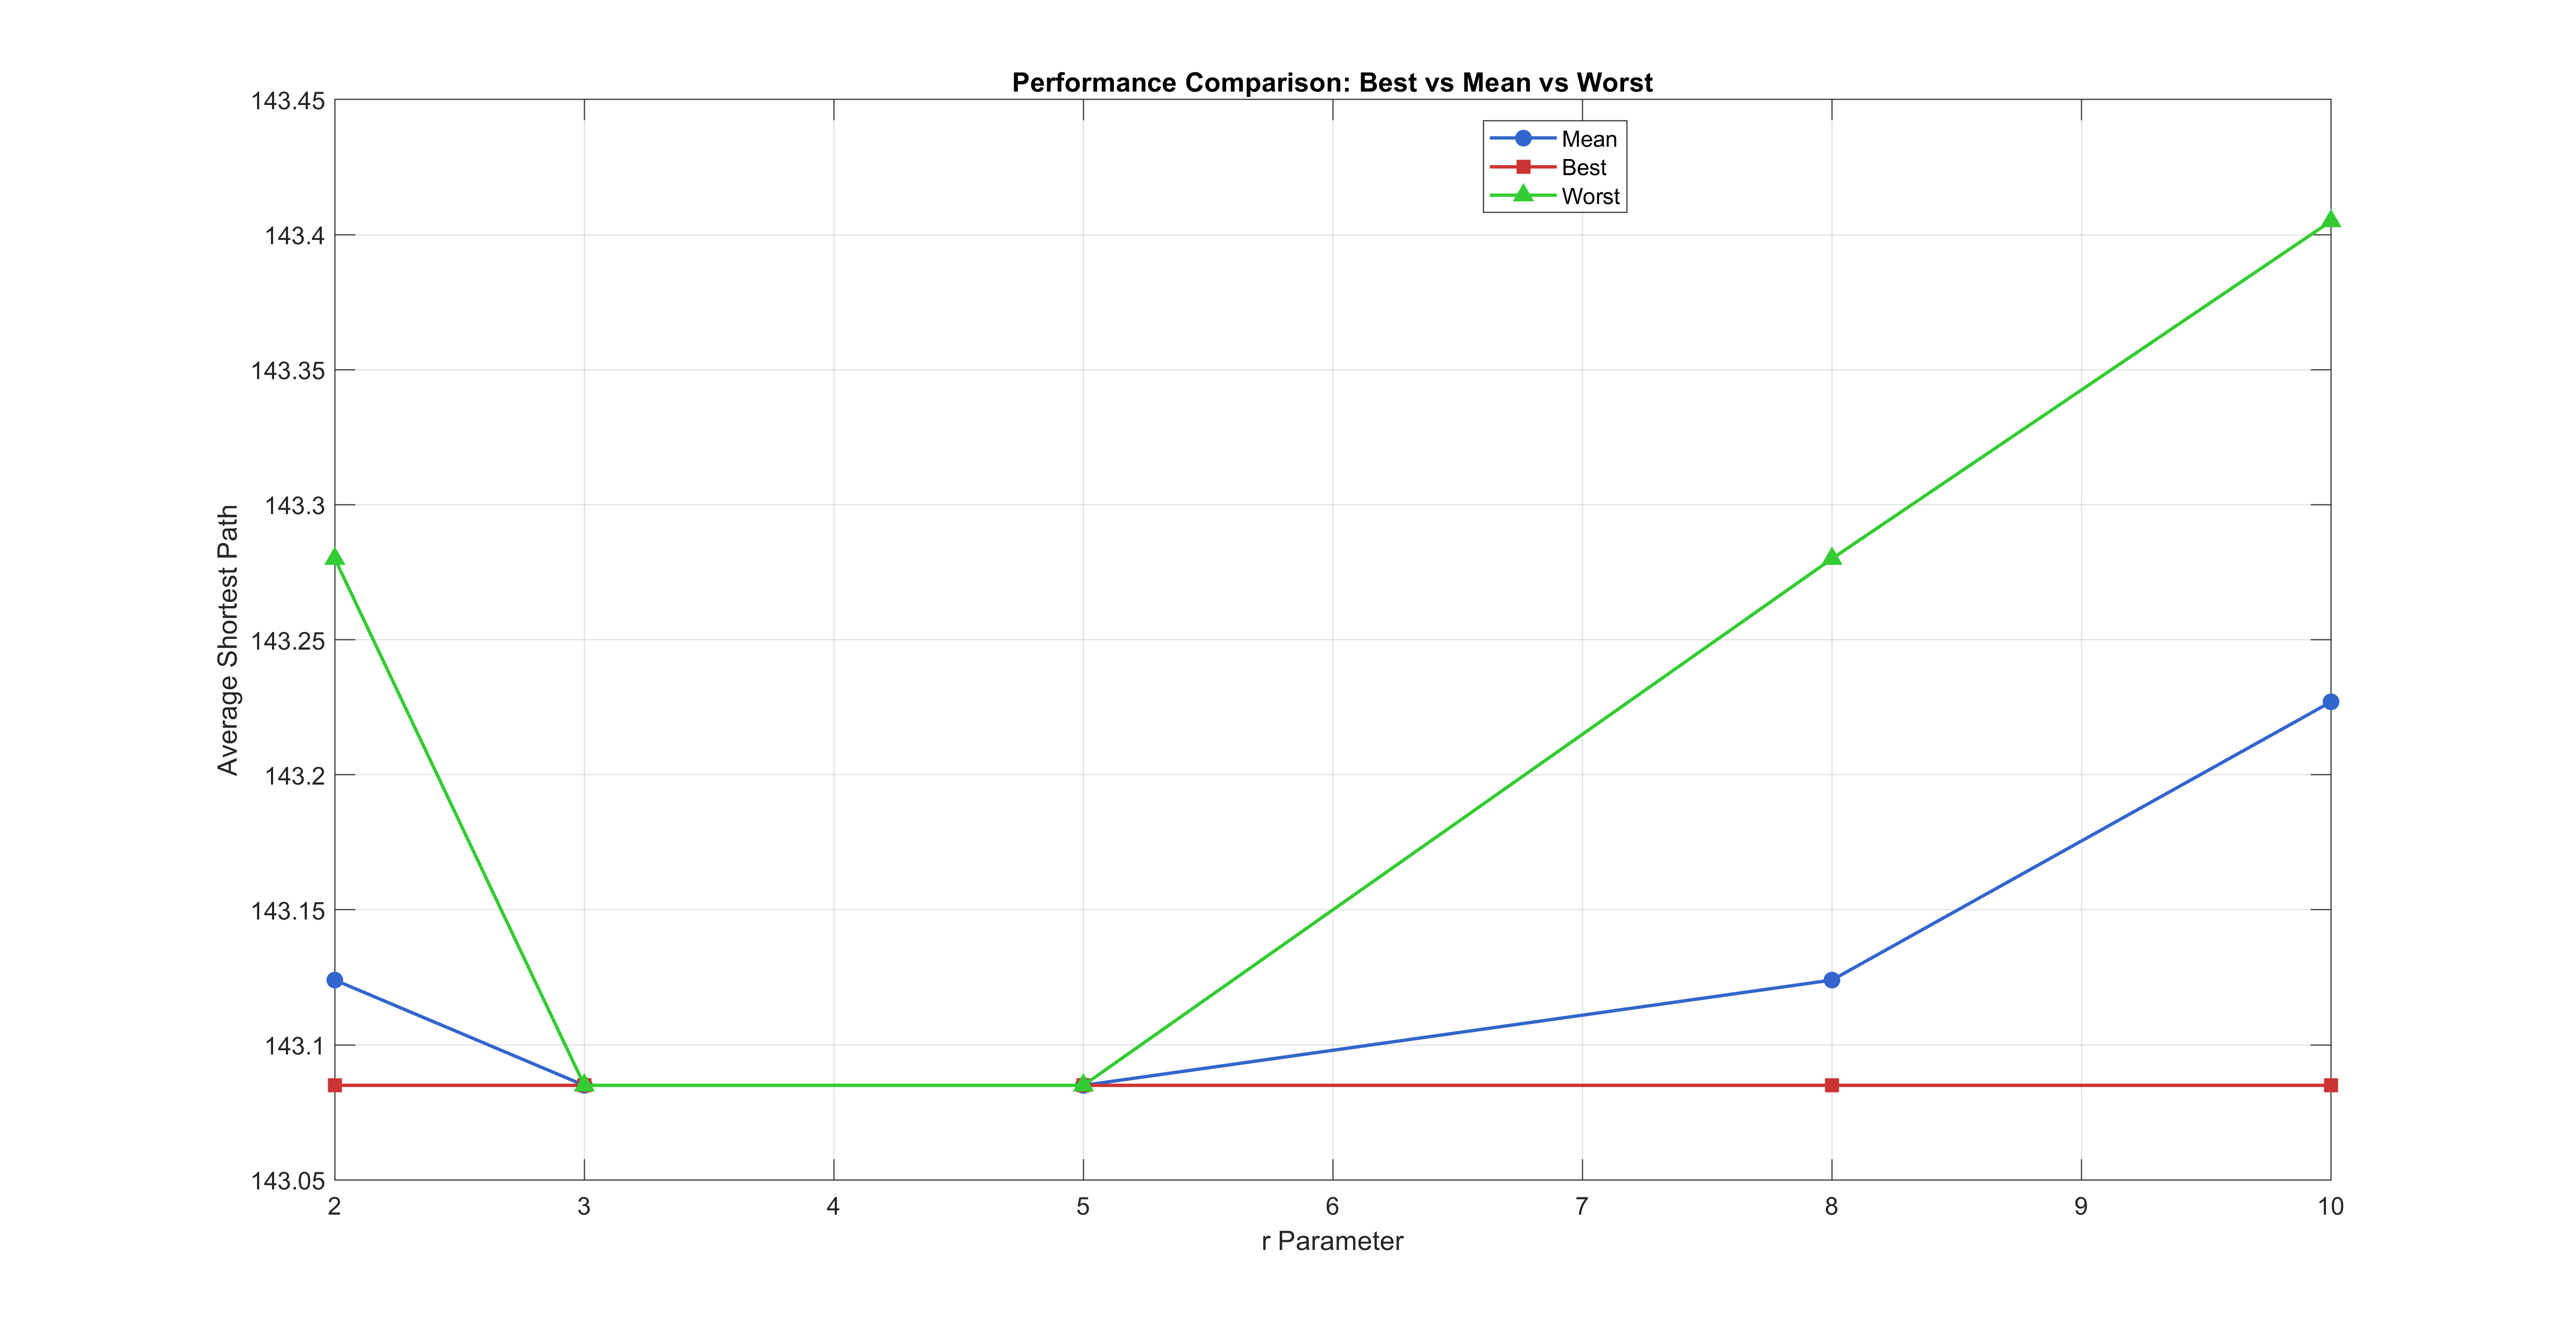 Performance Comparison: Best vs Mean vs Worst
143.45
143.4
143.35
143.3
143.25
143.2
143.15
143.1
143.05
Average Shortest Path
Mean
Best
Worst
2 3 4 5 6 7 8 9 10
r Parameter